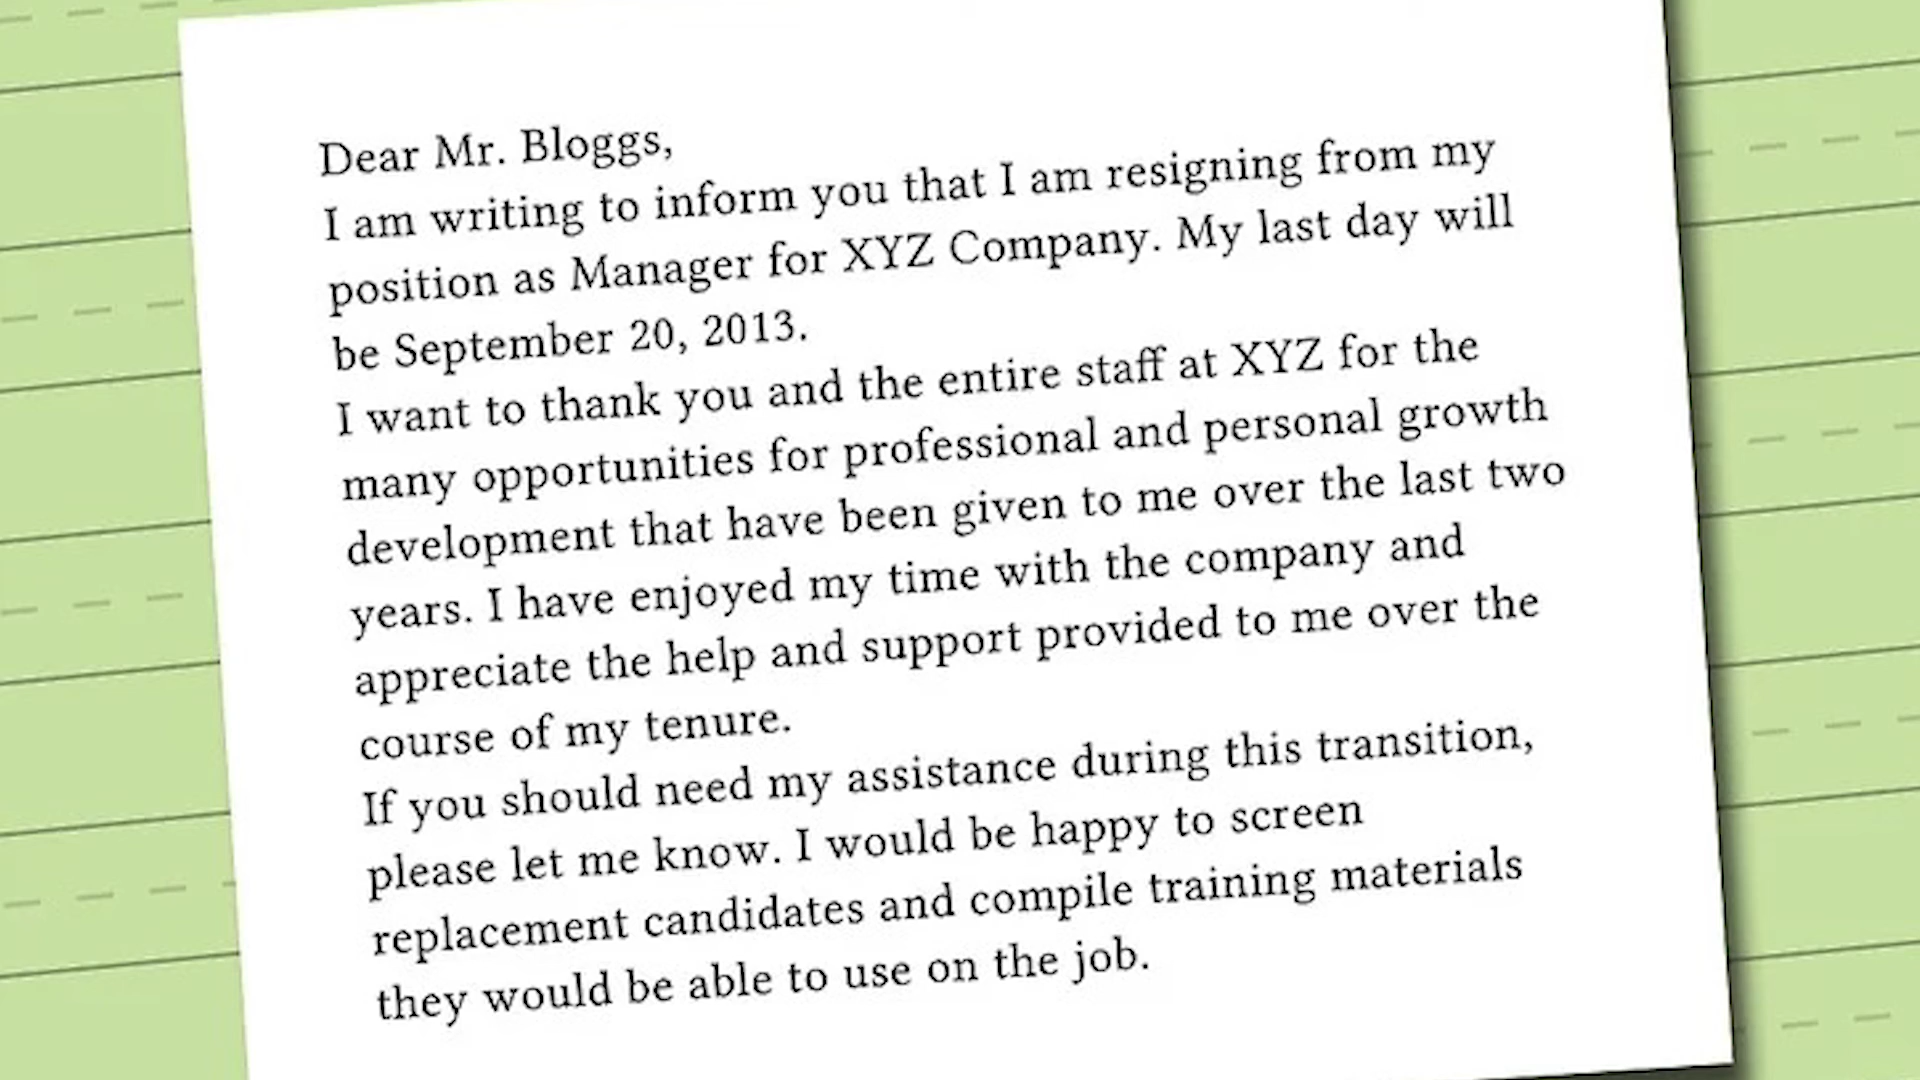 Dear Mr. Bloggs,
I am writing to inform you that I am resigning from my
position as Manager for XYZ Company. My last day will
be September 20, 2013.
I want to thank you and the entire staff at XYZ for the
many opportunities for professional and personal growth
development that have been given to me over the last two
years. I have enjoyed my time with the company and
appreciate the help and support provided to me over the
course of my tenure.
If you should need my assistance during this transition,
please let me know. I would be happy to screen
replacement candidates and compile training materials
they would be able to use on the job.